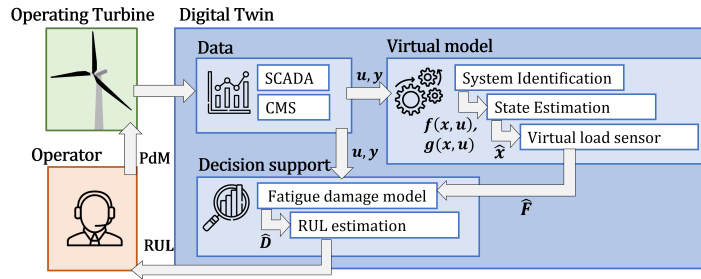 Operating Turbine
Digital Twin
Data
SCADA
CMS
u, y
Virtual model
System Identification
State Estimation
Virtual load sensor
f(x, u),
g(x, u)
x̂
u, y
PdM
Operator
Decision support
Fatigue damage model
RUL estimation
D̂
F̂
RUL